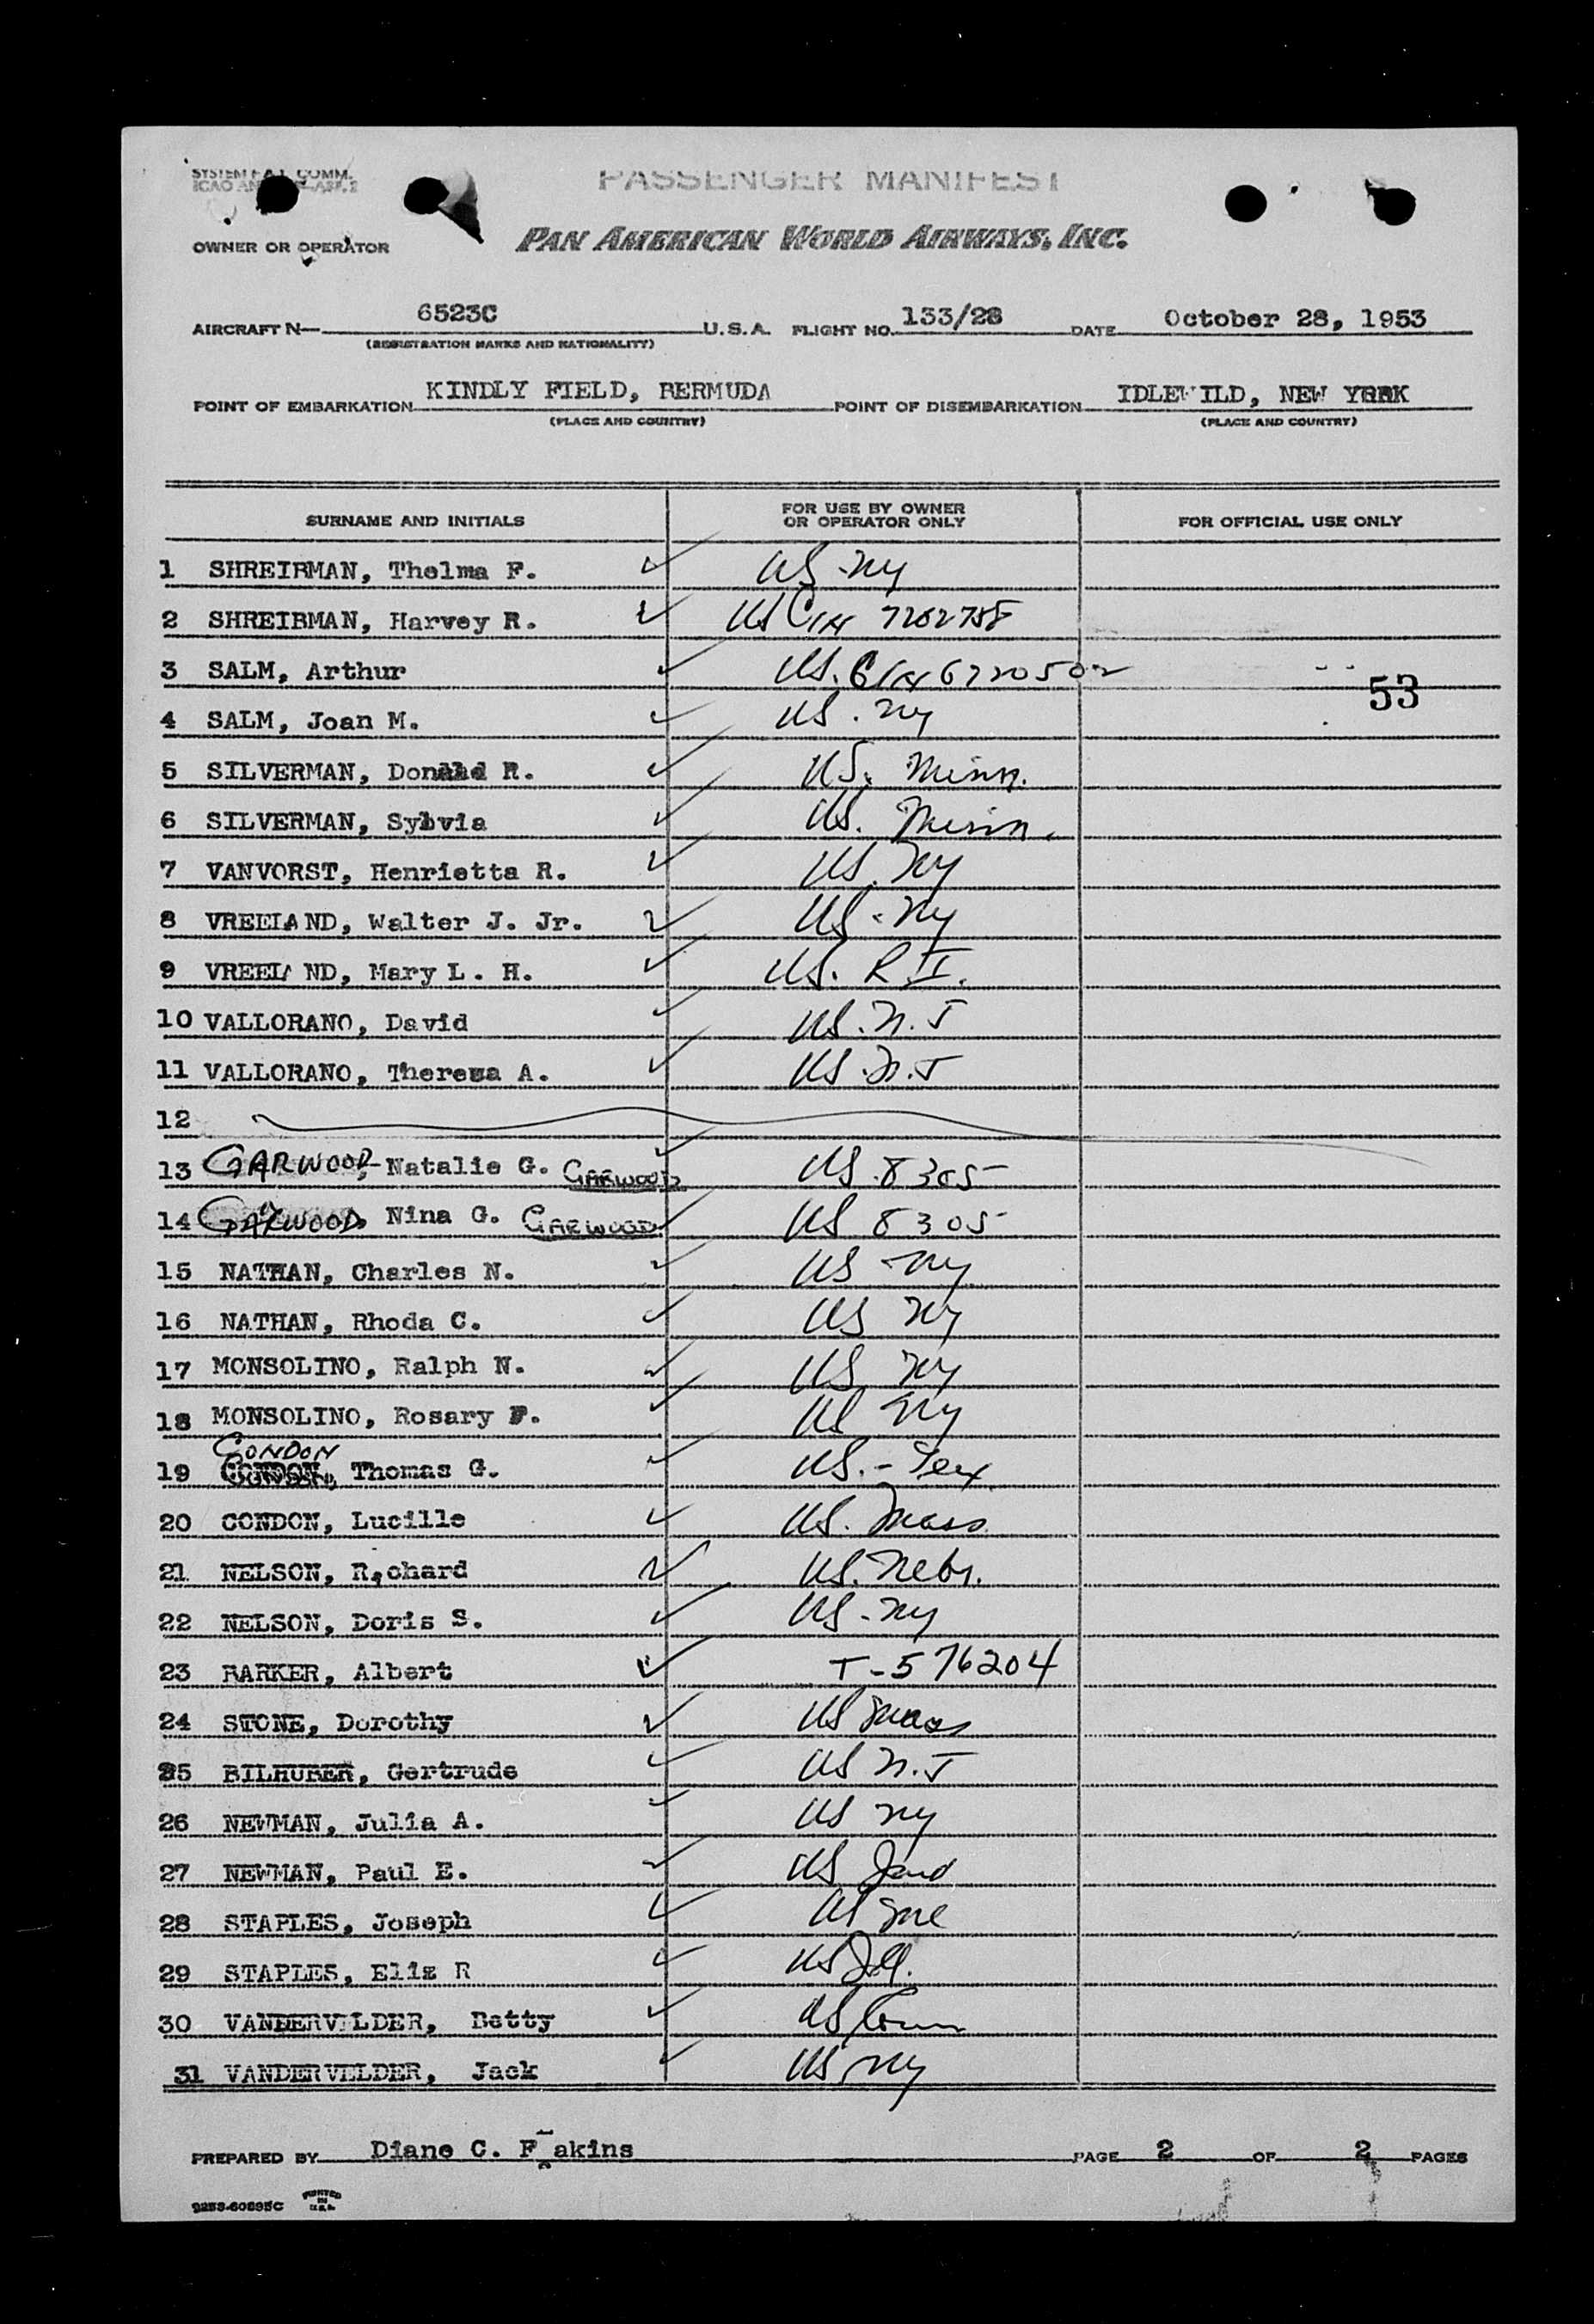 PASSENGER MANIFEST
OWNER OR OPERATOR PAN AMERICAN WORLD AIRWAYS, INC.
AIRCRAFT N— 6523C U.S.A. FLIGHT NO. 133/28 DATE October 28, 1953
(REGISTRATION MARKS AND NATIONALITY)
POINT OF EMBARKATION KINDLY FIELD, BERMUDA POINT OF DISEMBARKATION IDLEWILD, NEW YORK
(PLACE AND COUNTRY) (PLACE AND COUNTRY)
SURNAME AND INITIALS FOR USE BY OWNER OR OPERATOR ONLY FOR OFFICIAL USE ONLY
1 SHREIBMAN, Thelma F. ✓ US-NY
2 SHREIBMAN, Harvey R. ✓ US
3 SALM, Arthur ✓ US.
53
4 SALM, Joan M. ✓ US. NY
5 SILVERMAN, Donald R. ✓ US. Minn.
6 SILVERMAN, Sylvia ✓ US. Minn.
7 VANVORST, Henrietta R. ✓ US. NY
8 VREELAND, Walter J. Jr. ✓ US-NY
9 VREELAND, Mary L. H. ✓ US. R.I.
10 VALLORANO, David ✓ US. N.J
11 VALLORANO, Theresa A. ✓ US. N.J
12
13 GARWOOD, Natalie G. GARWOOD ✓ US. 8305
14 GARWOOD, Nina G. GARWOOD ✓ US 8305
15 NATHAN, Charles N. ✓ US-NY
16 NATHAN, Rhoda C. ✓ US NY
17 MONSOLINO, Ralph N. ✓ US NY
18 MONSOLINO, Rosary F. ✓ US NY
CONDON
19 Thomas G. ✓ US.-Tex
20 CONDON, Lucille ✓ US. Mass
21 NELSON, Richard ✓ US. Nebr.
22 NELSON, Doris S. ✓ US-NY
23 BARKER, Albert ✓ T-576204
24 STONE, Dorothy ✓ US Mass
25 BILHUBER, Gertrude ✓ US N.J
26 NEWMAN, Julia A. ✓ US NY
27 NEWMAN, Paul E. ✓ US Ind
28 STAPLES, Joseph ✓ US Me
29 STAPLES, Eliz R ✓ US Ill.
30 VANDERVELDER, Betty ✓ US Conn
31 VANDERVELDER, Jack ✓ US NY
PREPARED BY Diane C. Feakins PAGE 2 OF 2 PAGES
PRINTED IN U.S.A.